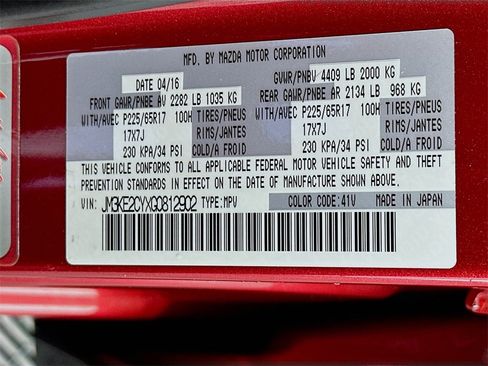 MFD. BY MAZDA MOTOR CORPORATION
DATE 04/16 GVWR/PNBV 4409 LB 2000 KG
FRONT GAWR/PNBE AV 2282 LB 1035 KG REAR GAWR/PNBE AR 2134 LB 968 KG
WITH/AVEC P225/65R17 100H TIRES/PNEUS WITH/AVEC P225/65R17 100H TIRES/PNEUS
17X7J RIMS/JANTES 17X7J RIMS/JANTES
230 KPA/34 PSI COLD/A FROID 230 KPA/34 PSI COLD/A FROID
THIS VEHICLE CONFORMS TO ALL APPLICABLE FEDERAL MOTOR VEHICLE SAFETY AND THEFT
PREVENTION STANDARDS IN EFFECT ON THE DATE OF MANUFACTURE SHOWN ABOVE.
VIN: JM3KE2CYXG0812902 TYPE:MPV COLOR CODE:41V MADE IN JAPAN